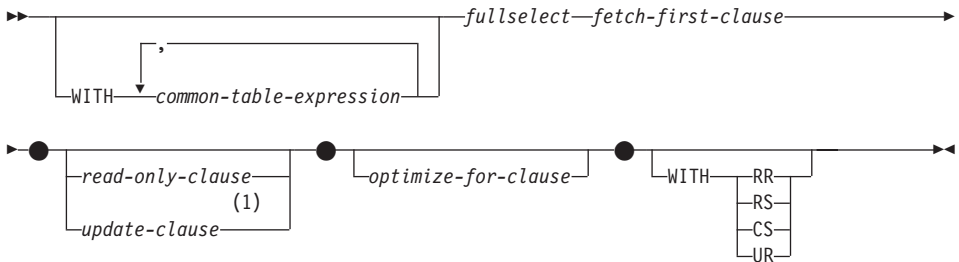 fullselect fetch-first-clause
,
WITH common-table-expression
read-only-clause optimize-for-clause WITH RR
(1) RS
update-clause CS
UR